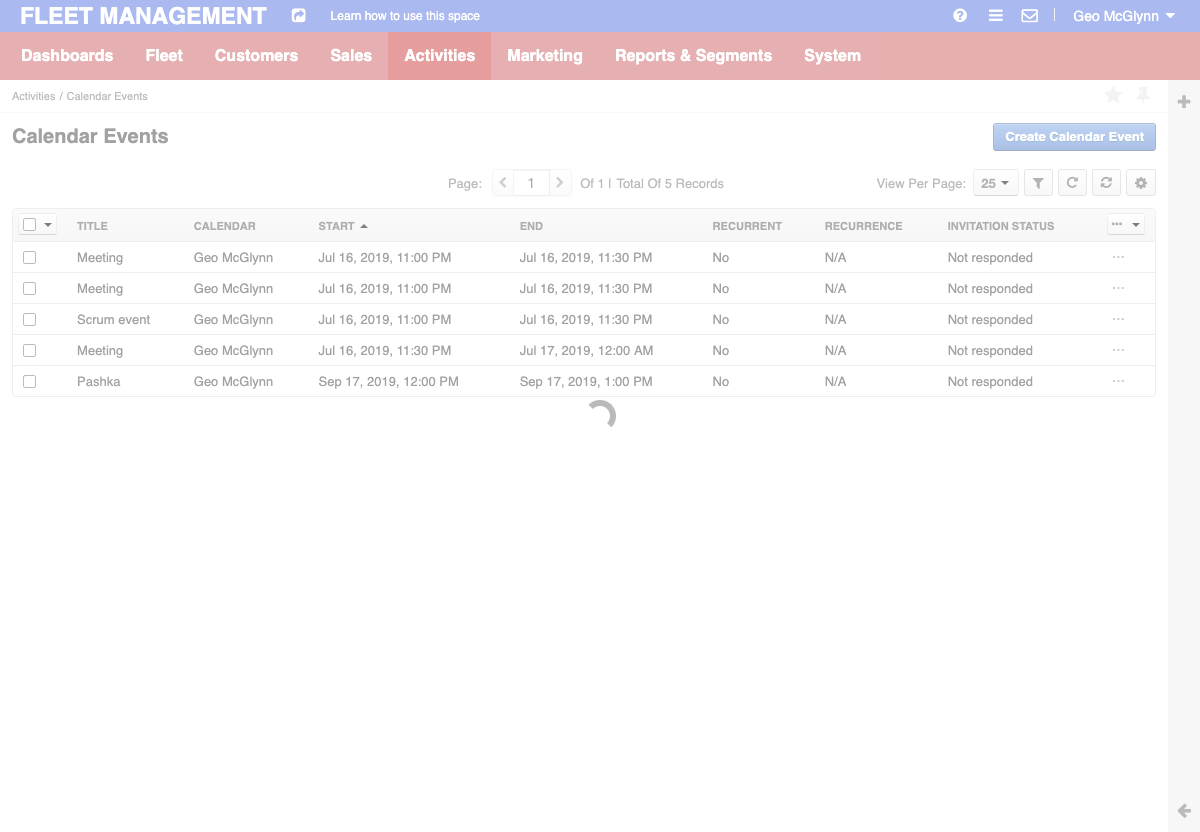 FLEET MANAGEMENT Learn how to use this space Geo McGlynn
Dashboards Fleet Customers Sales Activities Marketing Reports & Segments System
Activities / Calendar Events
Calendar Events Create Calendar Event
Page: 1 Of 1 | Total Of 5 Records View Per Page: 25
TITLE CALENDAR START END RECURRENT RECURRENCE INVITATION STATUS
Meeting Geo McGlynn Jul 16, 2019, 11:00 PM Jul 16, 2019, 11:30 PM No N/A Not responded
Meeting Geo McGlynn Jul 16, 2019, 11:00 PM Jul 16, 2019, 11:30 PM No N/A Not responded
Scrum event Geo McGlynn Jul 16, 2019, 11:00 PM Jul 16, 2019, 11:30 PM No N/A Not responded
Meeting Geo McGlynn Jul 16, 2019, 11:30 PM Jul 17, 2019, 12:00 AM No N/A Not responded
Pashka Geo McGlynn Sep 17, 2019, 12:00 PM Sep 17, 2019, 1:00 PM No N/A Not responded